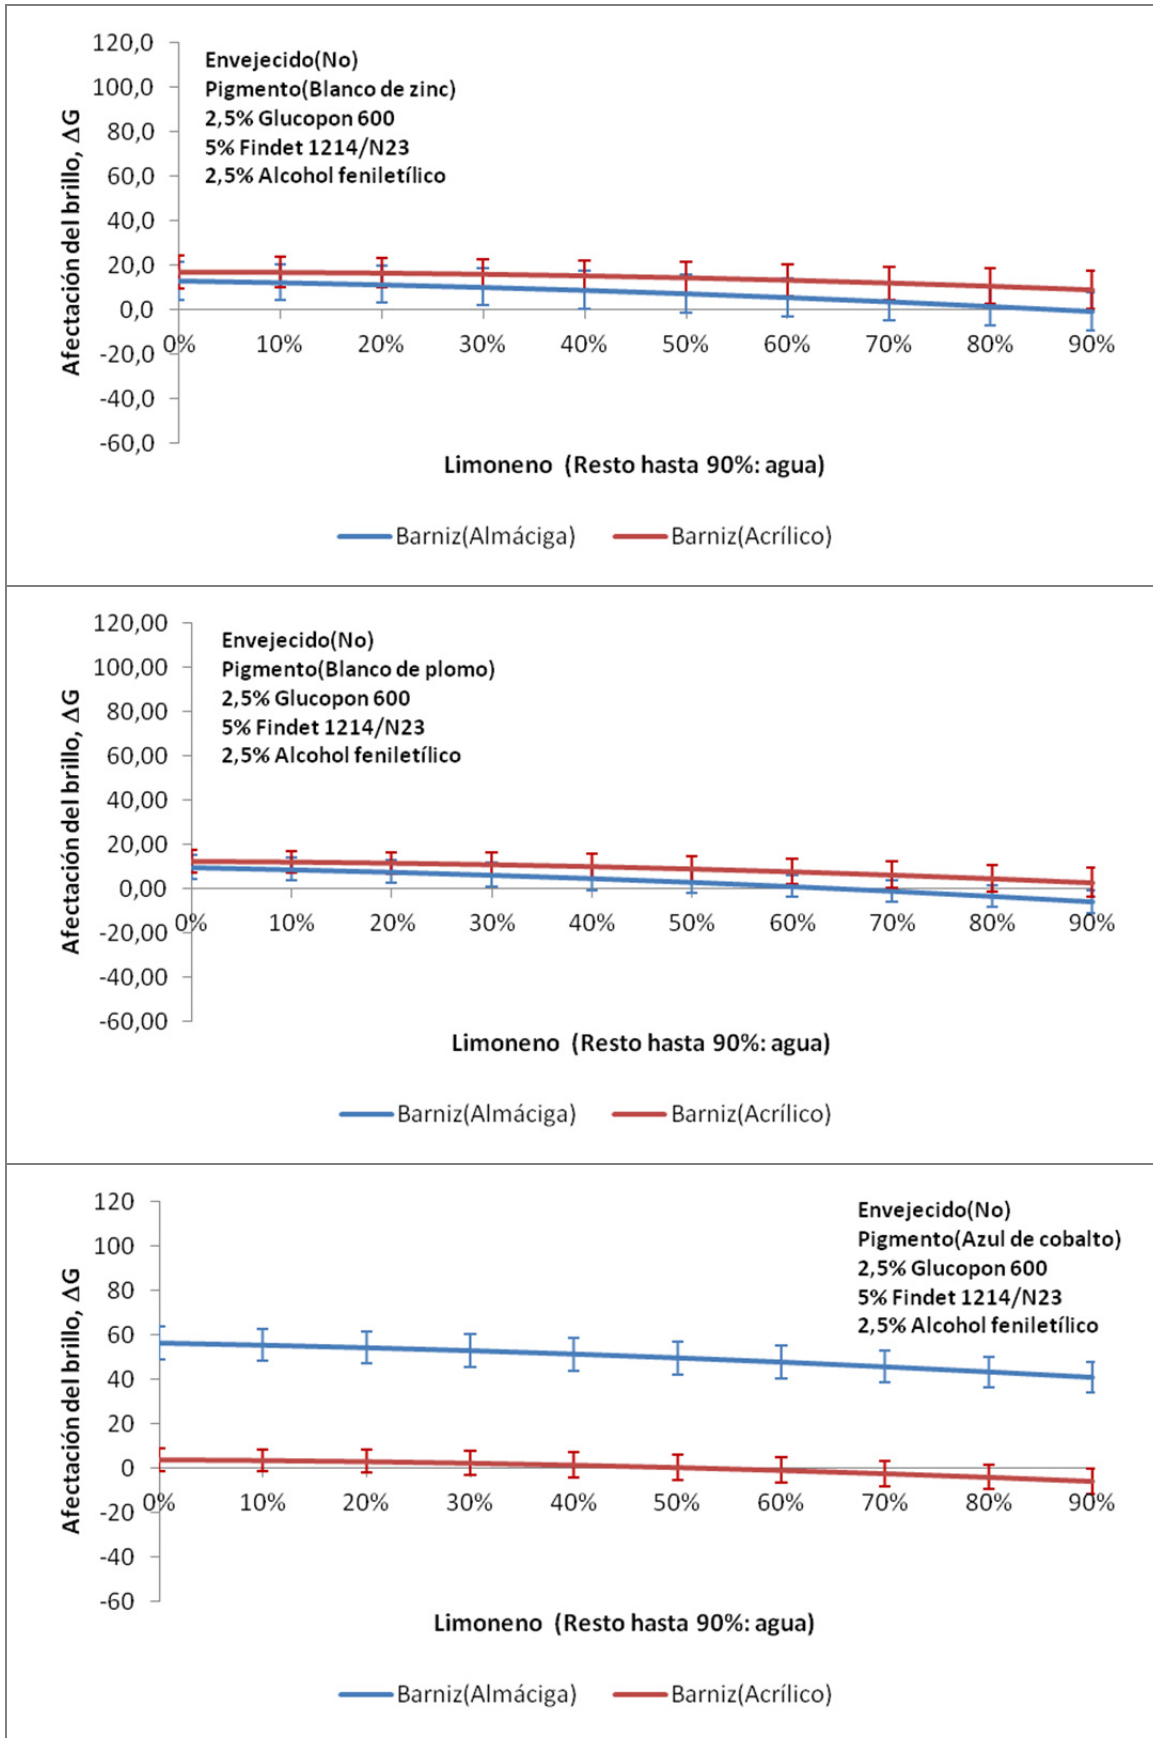 120,0
100,0
80,0
60,0
40,0
20,0
0,0
-20,0
-40,0
-60,0
Afectación del brillo, ΔG
Envejecido(No)
Pigmento(Blanco de zinc)
2,5% Glucopon 600
5% Findet 1214/N23
2,5% Alcohol feniletílico
0% 10% 20% 30% 40% 50% 60% 70% 80% 90%
Limoneno (Resto hasta 90%: agua)
Barniz(Almáciga) Barniz(Acrílico)
120,00
100,00
80,00
60,00
40,00
20,00
0,00
-20,00
-40,00
-60,00
Afectación del brillo, ΔG
Envejecido(No)
Pigmento(Blanco de plomo)
2,5% Glucopon 600
5% Findet 1214/N23
2,5% Alcohol feniletílico
0% 10% 20% 30% 40% 50% 60% 70% 80% 90%
Limoneno (Resto hasta 90%: agua)
Barniz(Almáciga) Barniz(Acrílico)
120
100
80
60
40
20
0
-20
-40
-60
Afectación del brillo, ΔG
Envejecido(No)
Pigmento(Azul de cobalto)
2,5% Glucopon 600
5% Findet 1214/N23
2,5% Alcohol feniletílico
0% 10% 20% 30% 40% 50% 60% 70% 80% 90%
Limoneno (Resto hasta 90%: agua)
Barniz(Almáciga) Barniz(Acrílico)